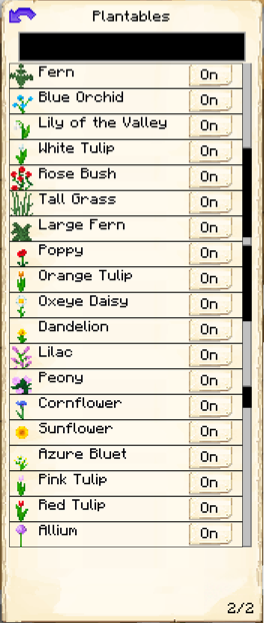 Plantables
Fern On
Blue Orchid On
Lily of the Valley On
White Tulip On
Rose Bush On
Tall Grass On
Large Fern On
Poppy On
Orange Tulip On
Oxeye Daisy On
Dandelion On
Lilac On
Peony On
Cornflower On
Sunflower On
Azure Bluet On
Pink Tulip On
Red Tulip On
Allium On
2/2